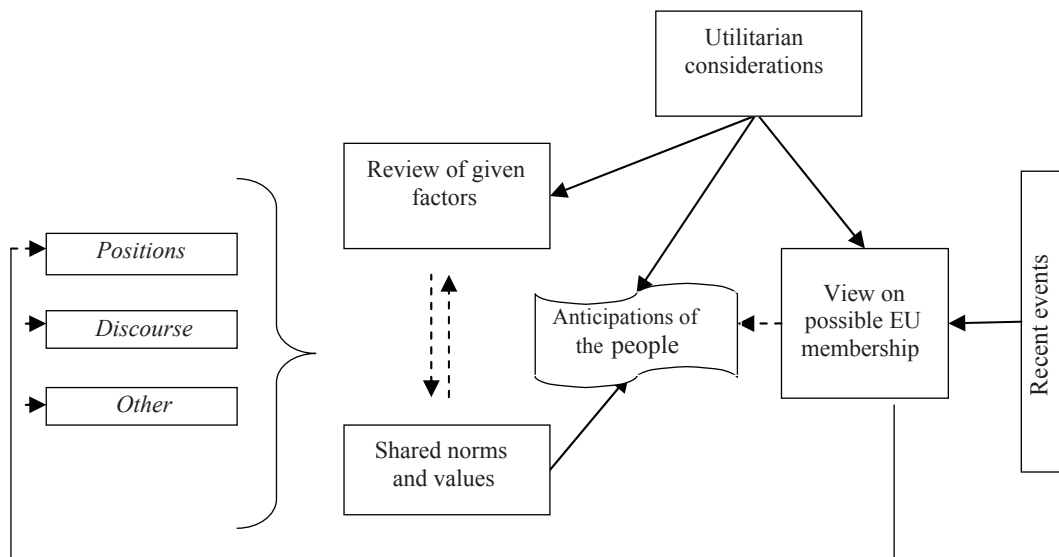 Utilitarian
considerations
Review of given
factors
Positions
Discourse
Other
Anticipations of
the people
View on
possible EU
membership
Recent events
Shared norms
and values